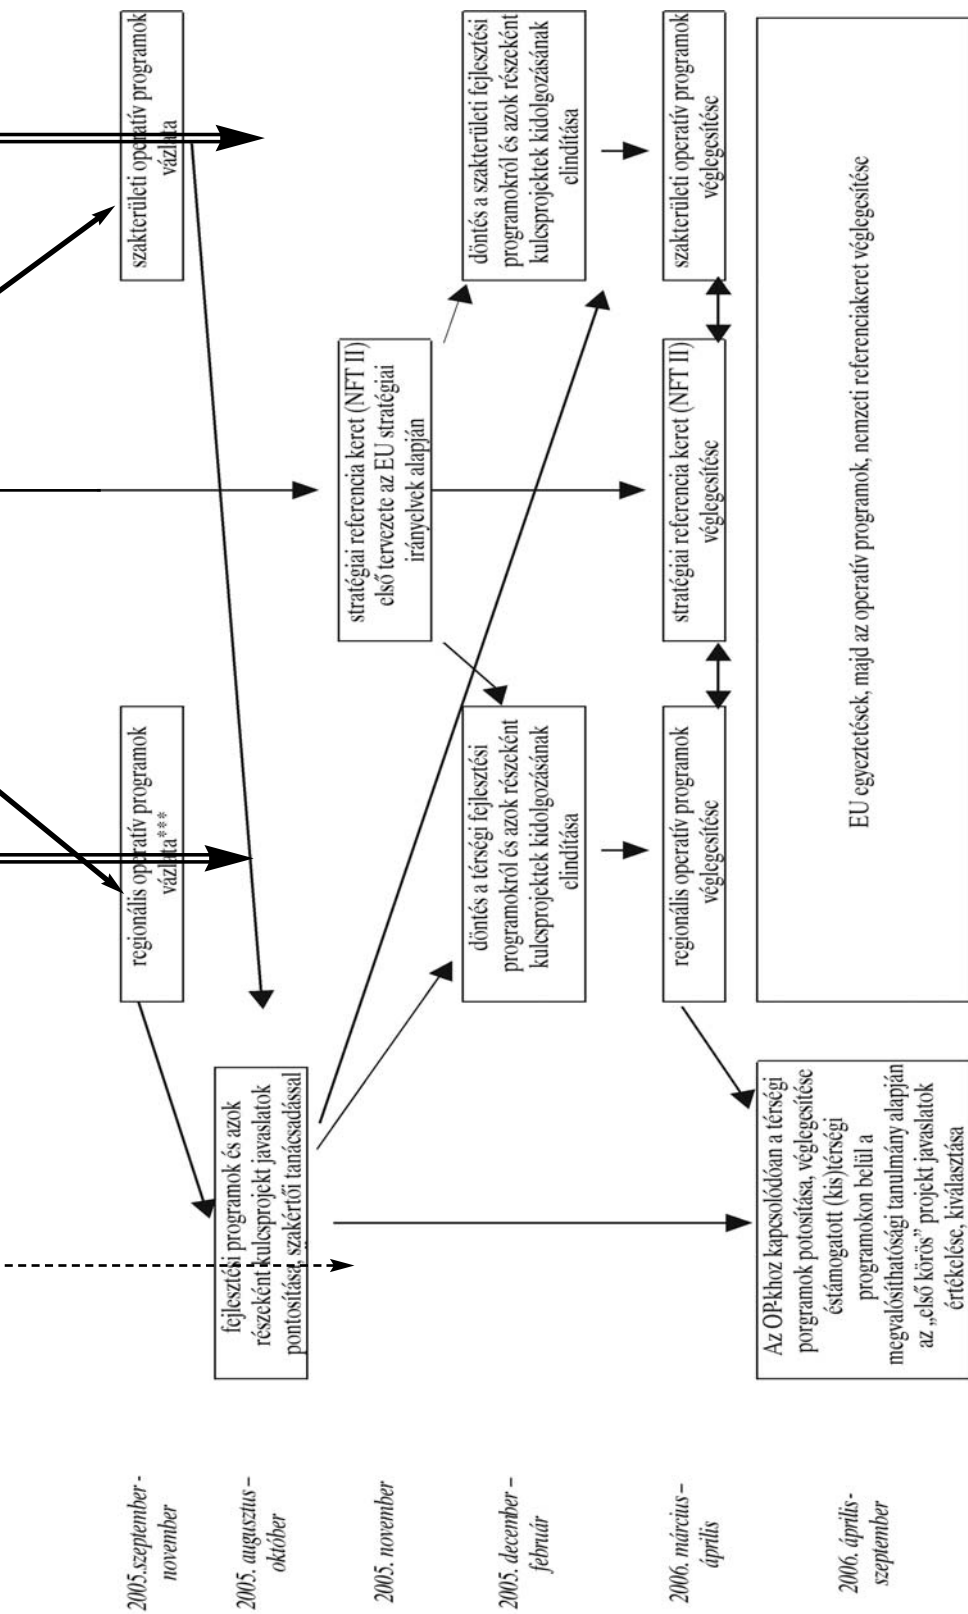 2005.szeptember -
november
regionális operatív programok
vázlata***
szakterületi operatív programok
vázlata
2005. augusztus –
október
fejlesztési programok és azok
részeként kulcsprojekt javaslatok
pontosítása, szakértői tanácsadással
2005. november
stratégiai referencia keret (NFT II)
első tervezete az EU stratégiai
irányelvek alapján
2005. december –
február
döntés a térségi fejlesztési
programokról és azok részeként
kulcsprojektek kidolgozásának
elindítása
döntés a szakterületi fejlesztési
programokról és azok részeként
kulcsprojektek kidolgozásának
elindítása
2006. március –
április
regionális operatív programok
véglegesítése
stratégiai referencia keret (NFT II)
véglegesítése
szakterületi operatív programok
véglegesítése
2006. április-
szeptember
Az OP-khoz kapcsolódóan a térségi
porgramok potosítása, véglegesítése
éstámogatott (kis)térségi
programokon belül a
megvalósíthatósági tanulmány alapján
az „első körös” projekt javaslatok
értékelése, kiválasztása
EU egyeztetések, majd az operatív programok, nemzeti referenciakeret véglegesítése